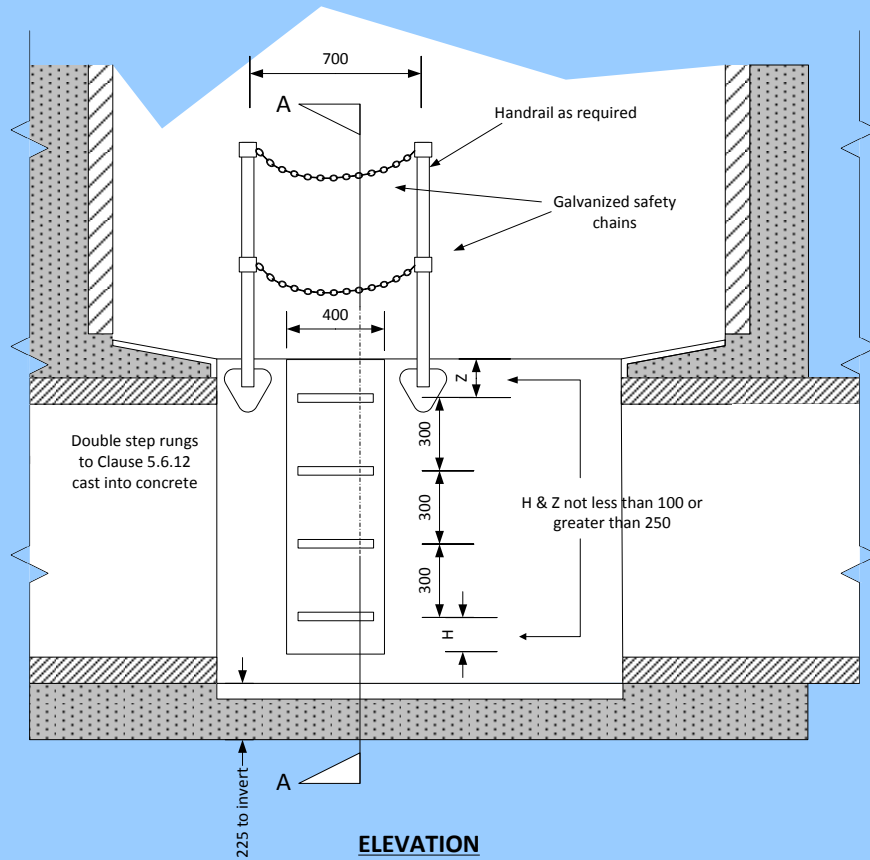 700
A
Handrail as required
Galvanized safety
chains
400
Z
Double step rungs
to Clause 5.6.12
cast into concrete
300
300
300
H & Z not less than 100 or
greater than 250
H
225 to invert
A
ELEVATION